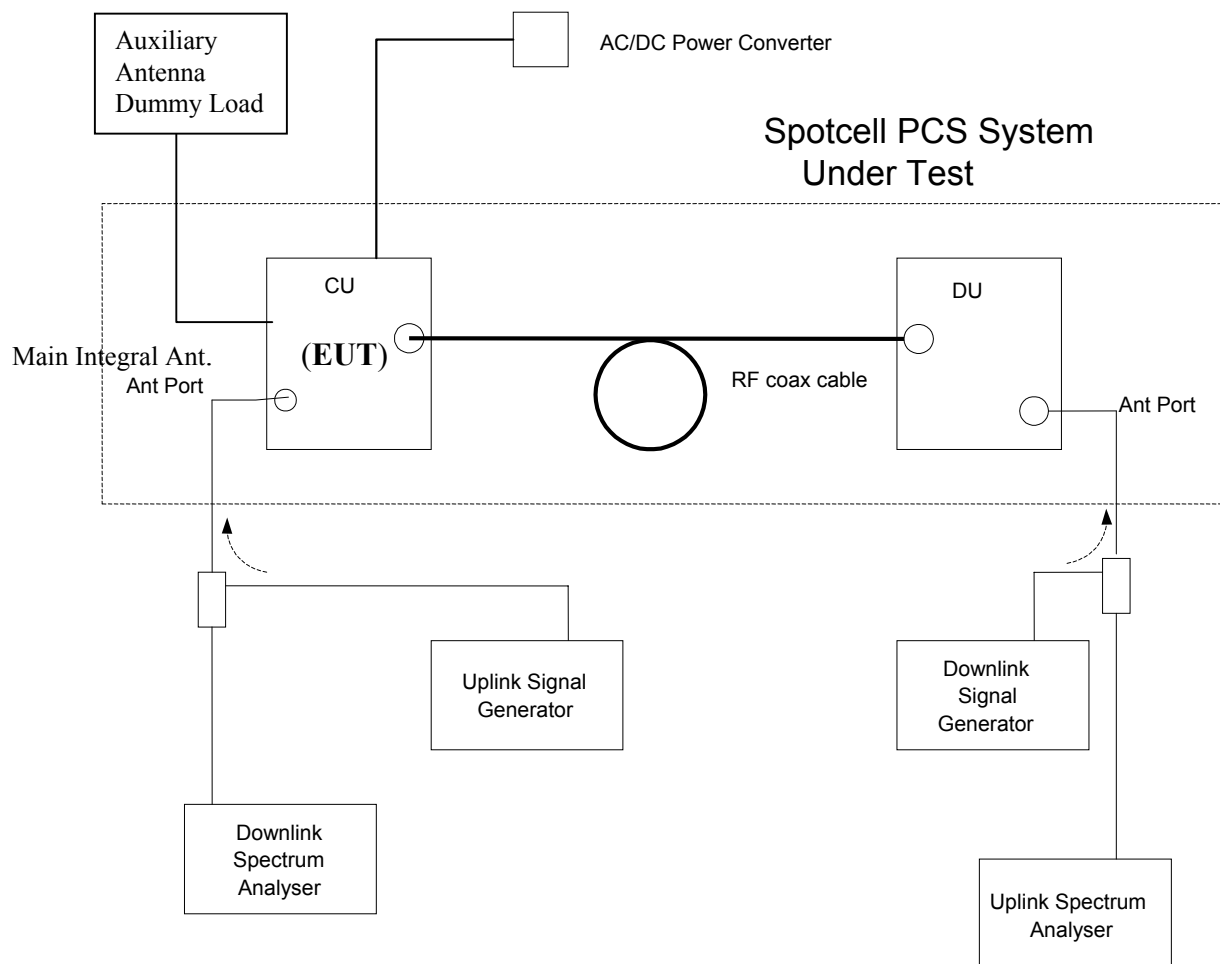 Auxiliary
Antenna
Dummy Load
AC/DC Power Converter
Spotcell PCS System
Under Test
CU
(EUT)
DU
Main Integral Ant.
Ant Port
RF coax cable
Ant Port
Uplink Signal
Generator
Downlink
Signal
Generator
Downlink
Spectrum
Analyser
Uplink Spectrum
Analyser